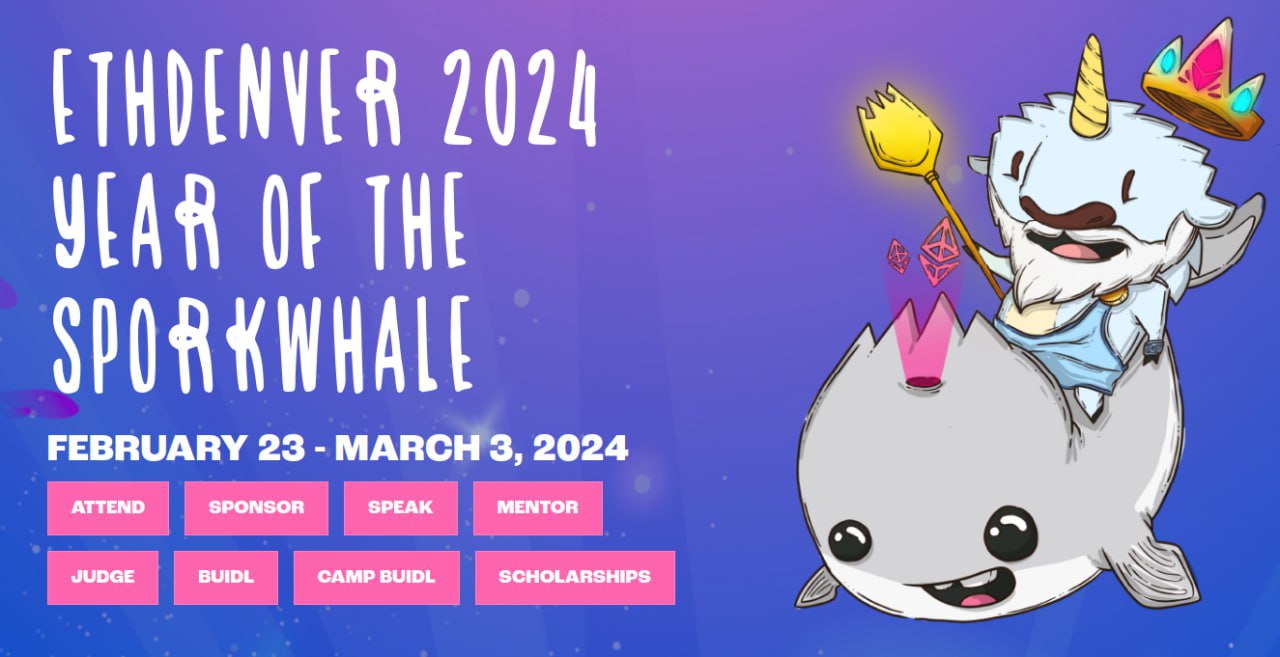 ETHDENVER 2024
YEAR OF THE
SPORKWHALE
FEBRUARY 23 - MARCH 3, 2024
ATTEND SPONSOR SPEAK MENTOR
JUDGE BUIDL CAMP BUIDL SCHOLARSHIPS